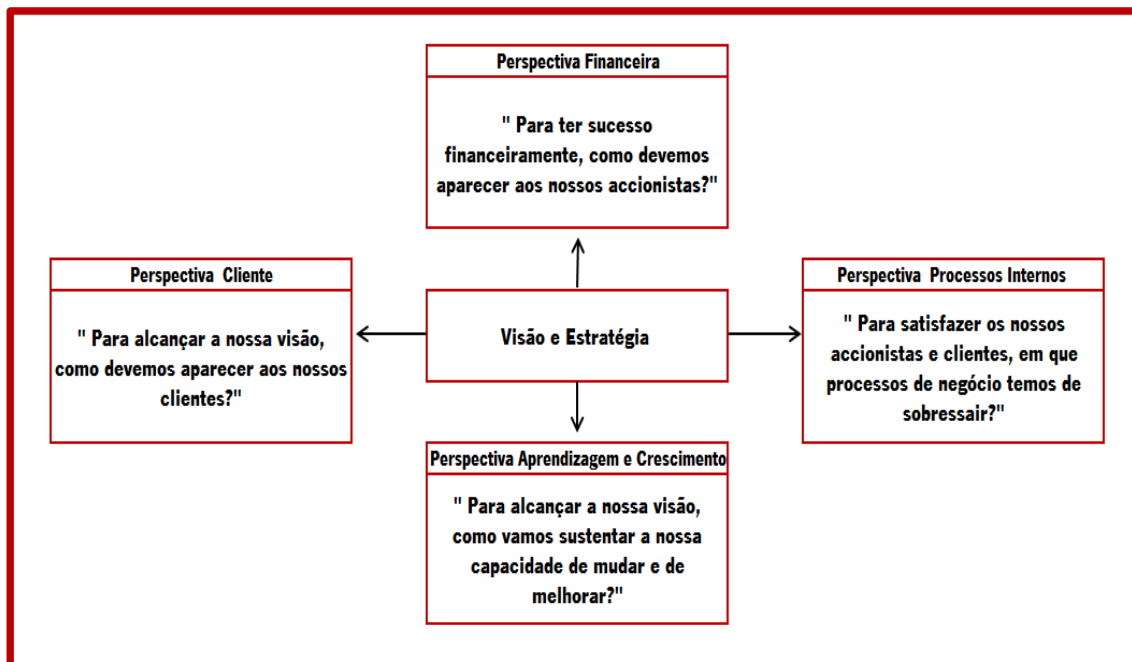 Perspectiva Financeira
" Para ter sucesso
financeiramente, como devemos
aparecer aos nossos accionistas?"
Perspectiva Cliente
" Para alcançar a nossa visão,
como devemos aparecer aos nossos
clientes?"
Visão e Estratégia
Perspectiva Processos Internos
" Para satisfazer os nossos
accionistas e clientes, em que
processos de negócio temos de
sobressair?"
Perspectiva Aprendizagem e Crescimento
" Para alcançar a nossa visão,
como vamos sustentar a nossa
capacidade de mudar e de
melhorar?"